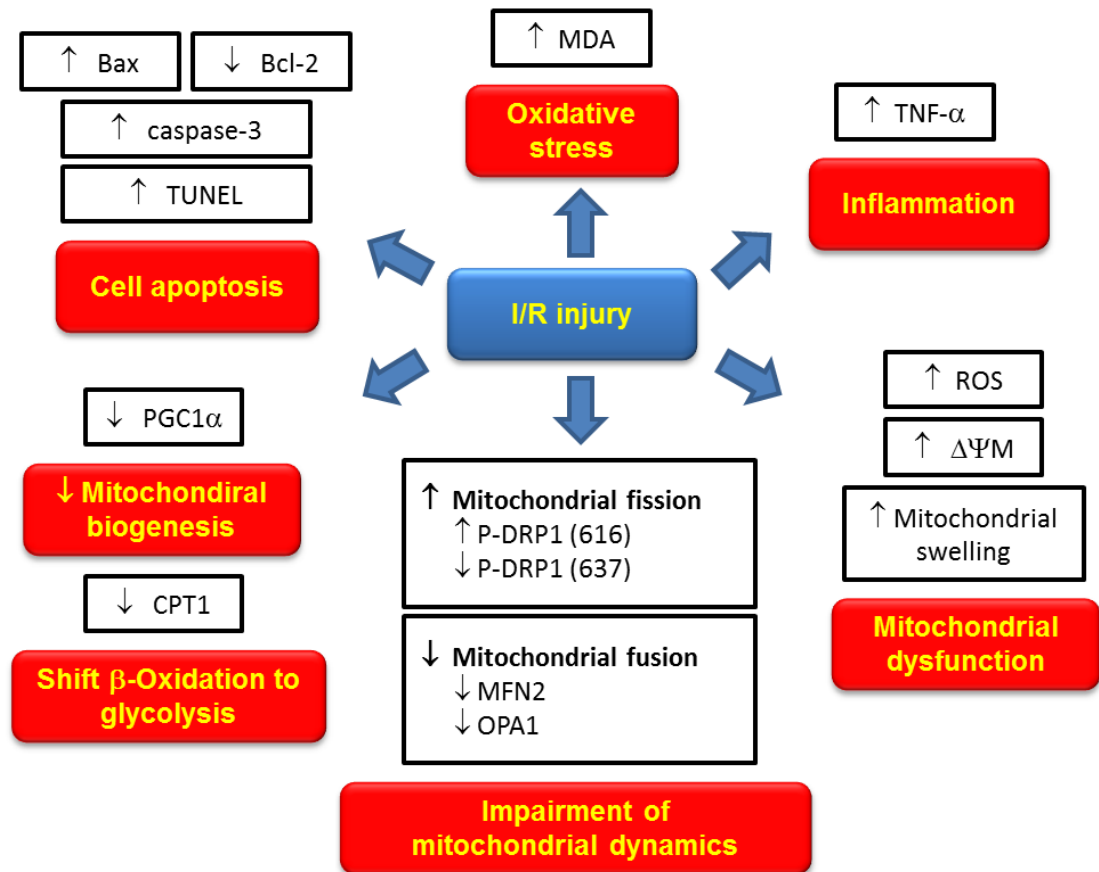 ↑ Bax
↓ Bcl-2
↑ caspase-3
↑ TUNEL
Cell apoptosis
↑ MDA
Oxidative
stress
↑ TNF-α
Inflammation
I/R injury
↓ PGC1α
↓ Mitochondiral
biogenesis
↓ CPT1
Shift β-Oxidation to
glycolysis
↑ Mitochondrial fission
↑ P-DRP1 (616)
↓ P-DRP1 (637)
↓ Mitochondrial fusion
↓ MFN2
↓ OPA1
Impairment of
mitochondrial dynamics
↑ ROS
↑ ΔΨM
↑ Mitochondrial
swelling
Mitochondrial
dysfunction